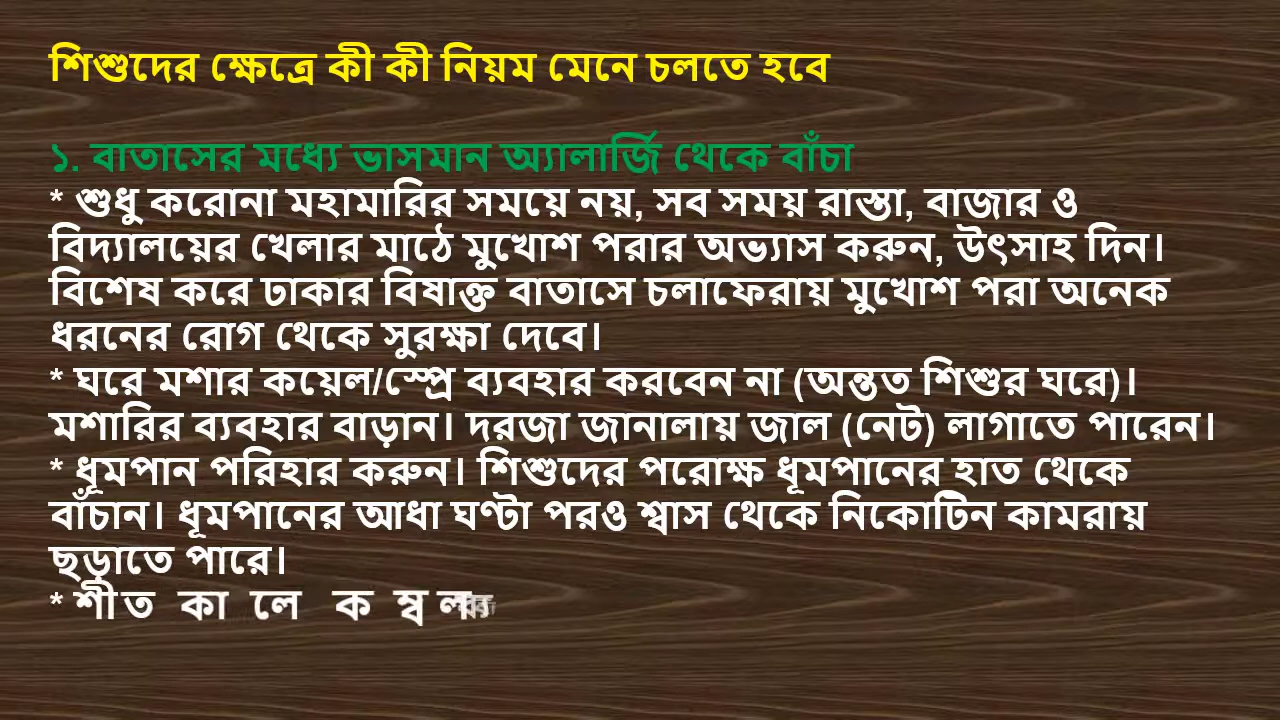 শিশুদের ক্ষেত্রে কী কী নিয়ম মেনে চলতে হবে
১. বাতাসের মধ্যে ভাসমান অ্যালার্জি থেকে বাঁচা
* শুধু করোনা মহামারির সময়ে নয়, সব সময় রাস্তা, বাজার ও
বিদ্যালয়ের খেলার মাঠে মুখোশ পরার অভ্যাস করুন, উৎসাহ দিন।
বিশেষ করে ঢাকার বিষাক্ত বাতাসে চলাফেরায় মুখোশ পরা অনেক
ধরনের রোগ থেকে সুরক্ষা দেবে।
* ঘরে মশার কয়েল/স্প্রে ব্যবহার করবেন না (অন্তত শিশুর ঘরে)।
মশারির ব্যবহার বাড়ান। দরজা জানালায় জাল (নেট) লাগাতে পারেন।
* ধূমপান পরিহার করুন। শিশুদের পরোক্ষ ধূমপানের হাত থেকে
বাঁচান। ধূমপানের আধা ঘণ্টা পরও শ্বাস থেকে নিকোটিন কামরায়
ছড়াতে পারে।
* শীত কালে কম্বল